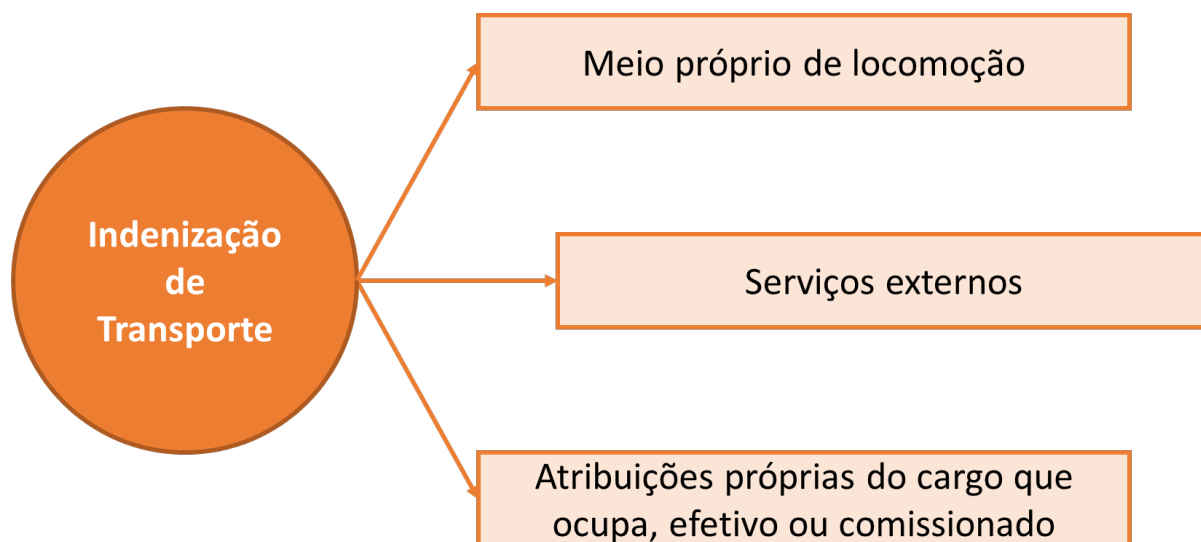 Meio próprio de locomoção
Indenização
de
Transporte
Serviços externos
Atribuições próprias do cargo que
ocupa, efetivo ou comissionado